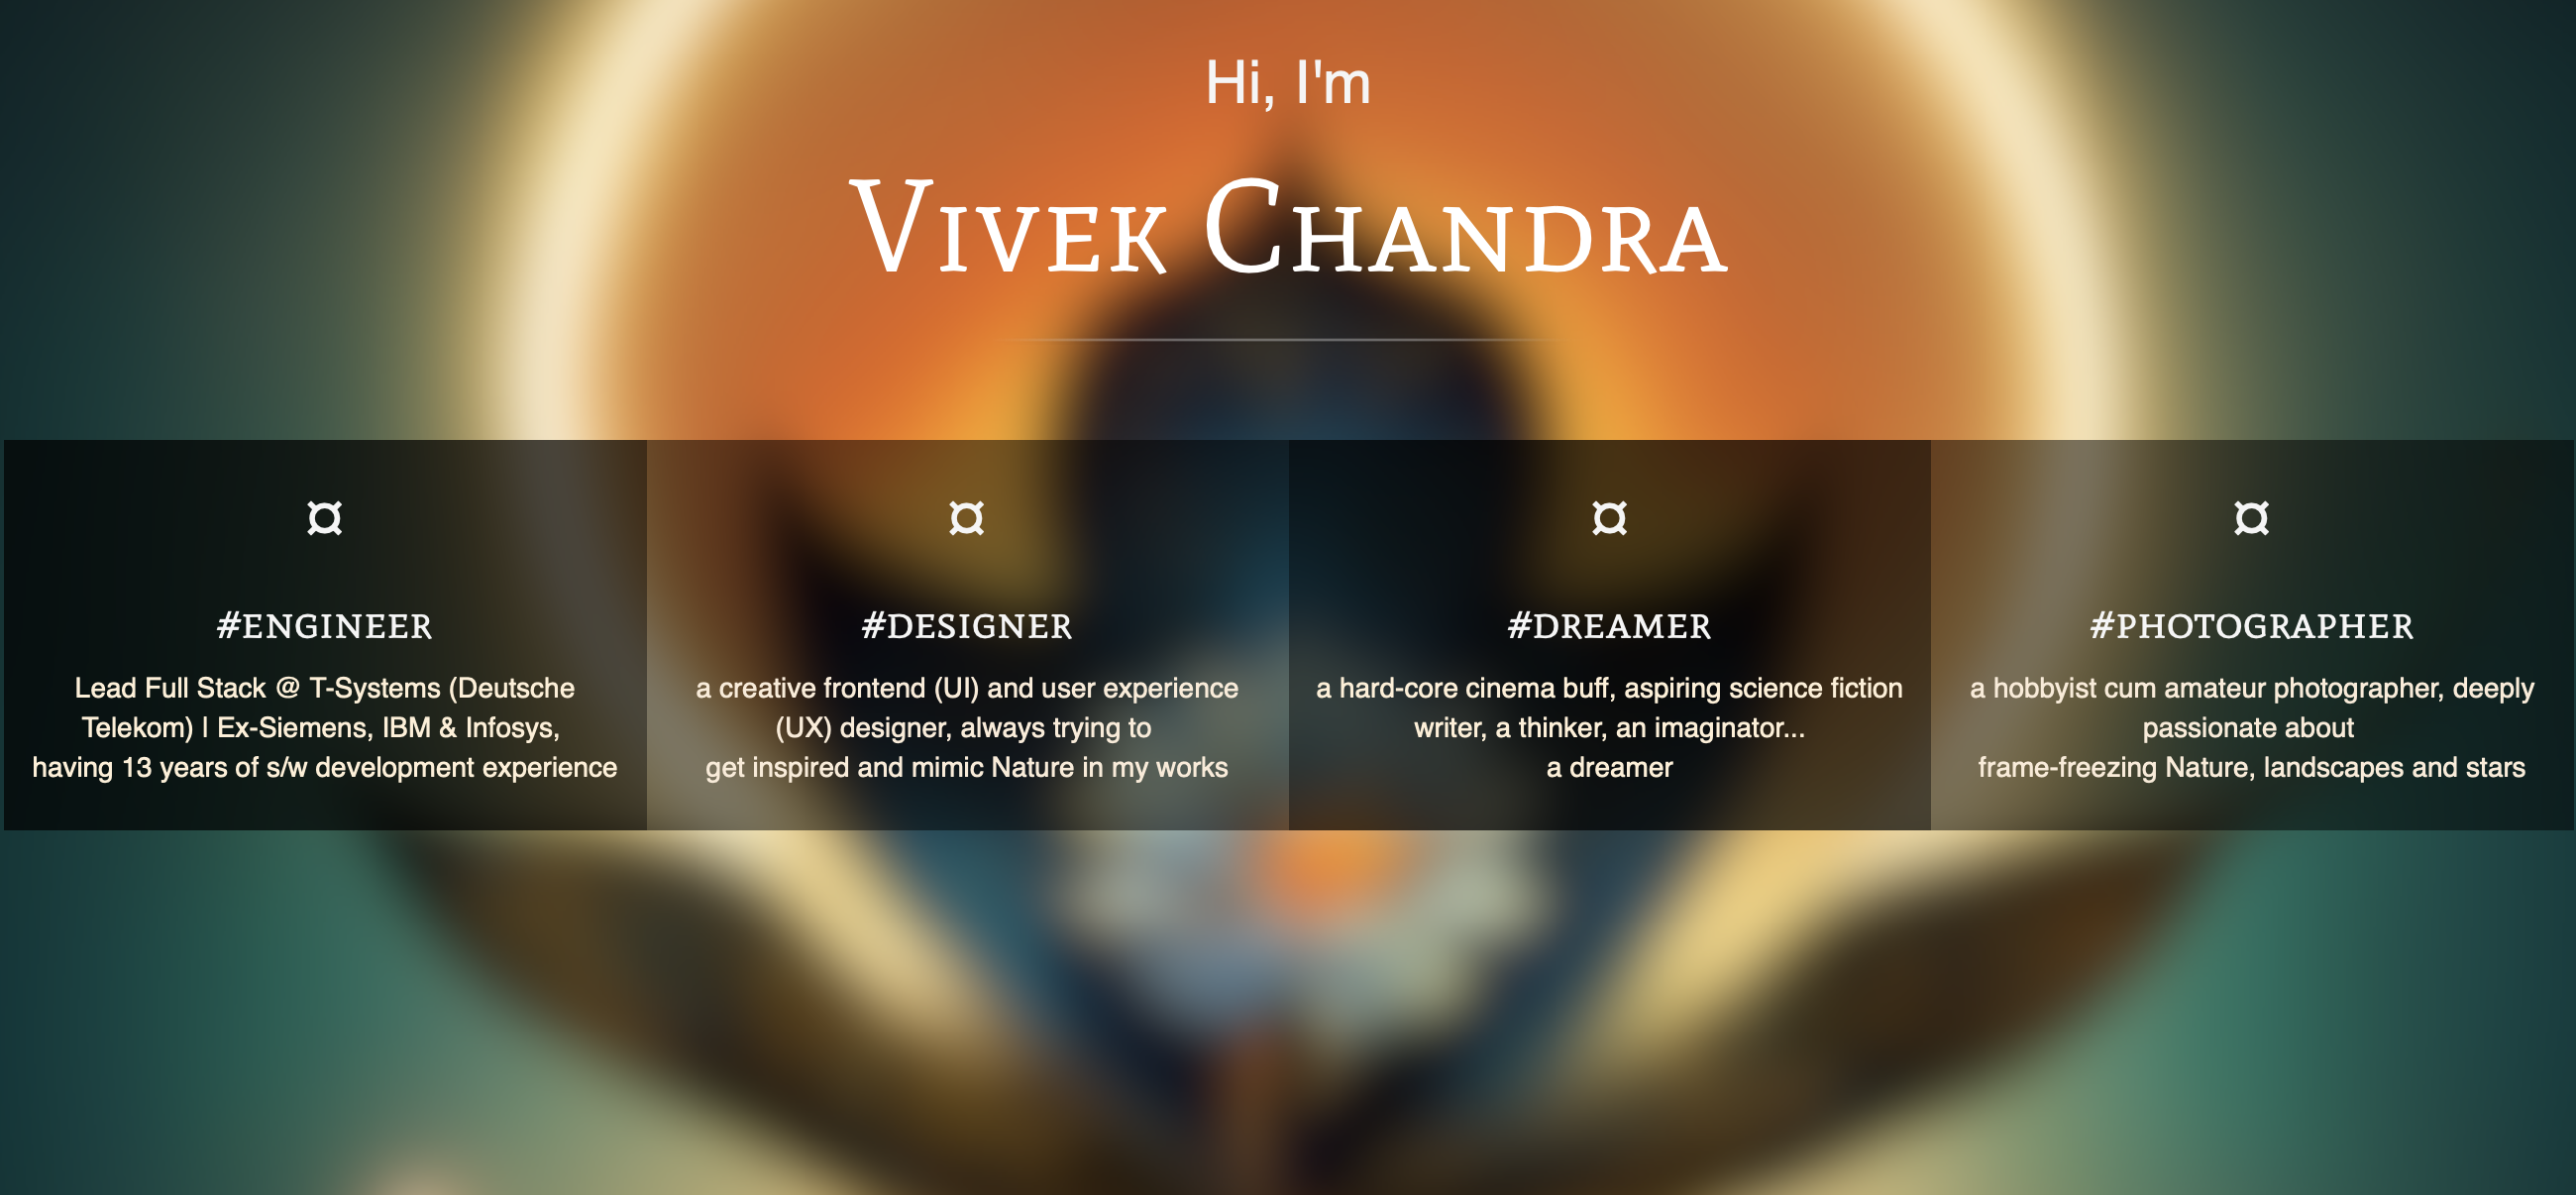 Hi, I'm
Vivek Chandra
¤
#ENGINEER
Lead Full Stack @ T-Systems (Deutsche
Telekom) | Ex-Siemens, IBM & Infosys,
having 13 years of s/w development experience
¤
#DESIGNER
a creative frontend (UI) and user experience
(UX) designer, always trying to
get inspired and mimic Nature in my works
¤
#DREAMER
a hard-core cinema buff, aspiring science fiction
writer, a thinker, an imaginator...
a dreamer
¤
#PHOTOGRAPHER
a hobbyist cum amateur photographer, deeply
passionate about
frame-freezing Nature, landscapes and stars